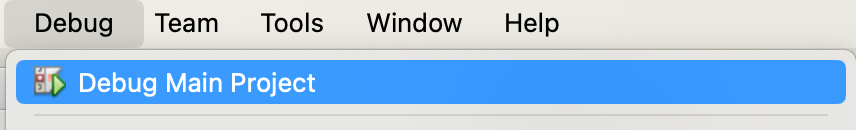 Debug Team Tools Window Help
Debug Main Project